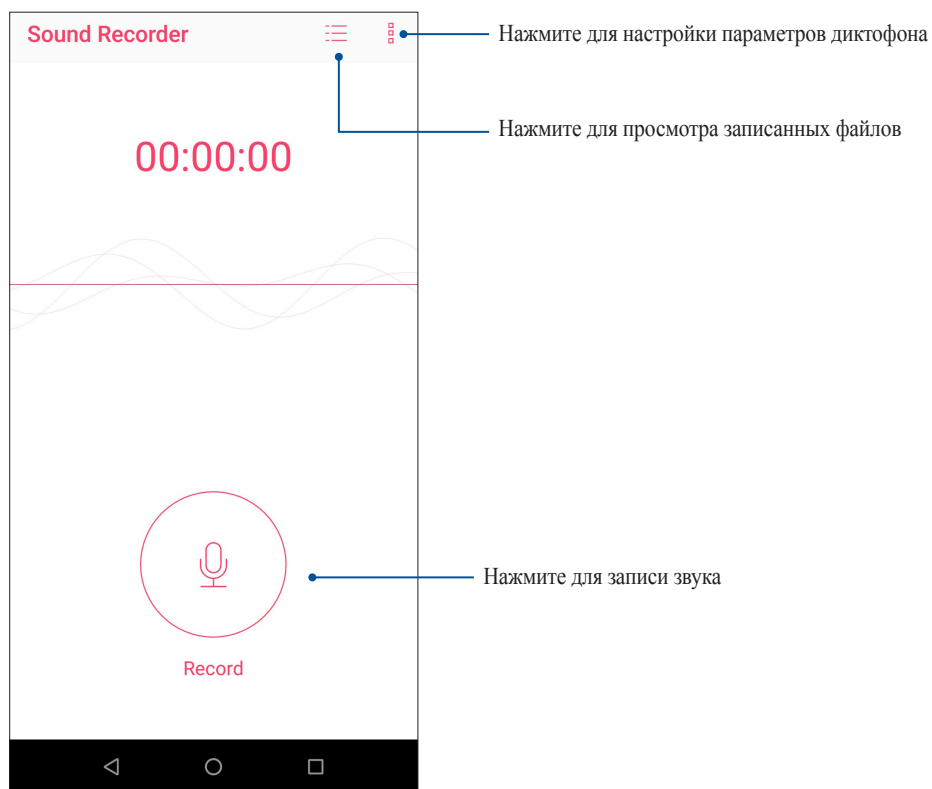 Sound Recorder
Нажмите для настройки параметров диктофона
Нажмите для просмотра записанных файлов
00:00:00
Нажмите для записи звука
Record